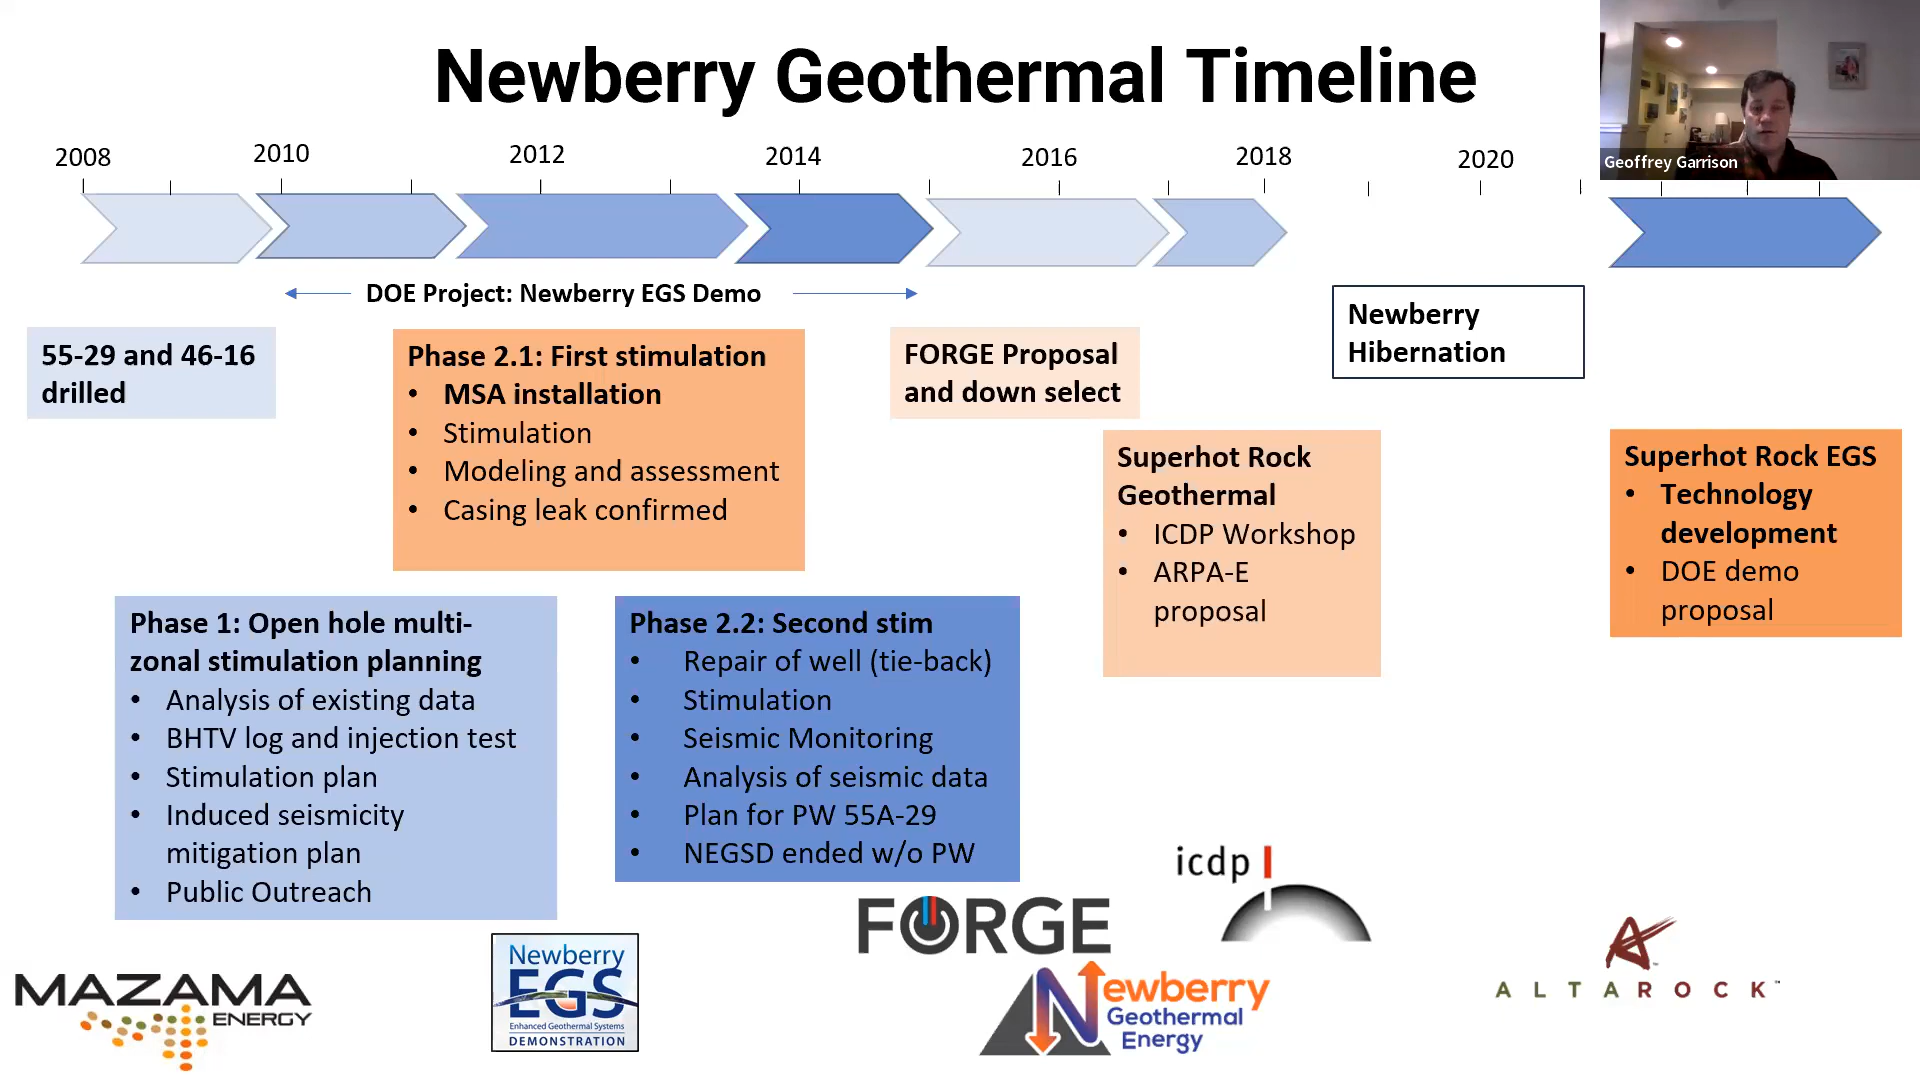 Newberry Geothermal Timeline
Geoffrey Garrison
2008
2010
2012
2014
2016
2018
2020
DOE Project: Newberry EGS Demo
55-29 and 46-16
drilled
Phase 2.1: First stimulation
• MSA installation
• Stimulation
• Modeling and assessment
• Casing leak confirmed
FORGE Proposal
and down select
Newberry
Hibernation
Superhot Rock
Geothermal
• ICDP Workshop
• ARPA-E
proposal
Superhot Rock EGS
• Technology
development
• DOE demo
proposal
Phase 1: Open hole multi-
zonal stimulation planning
• Analysis of existing data
• BHTV log and injection test
• Stimulation plan
• Induced seismicity
mitigation plan
• Public Outreach
Phase 2.2: Second stim
• Repair of well (tie-back)
• Stimulation
• Seismic Monitoring
• Analysis of seismic data
• Plan for PW 55A-29
• NEGSD ended w/o PW
MAZAMA
ENERGY
Newberry
EGS
Enhanced Geothermal Systems
DEMONSTRATION
FORGE
Newberry
Geothermal
Energy
icdp
ALTAROCK™